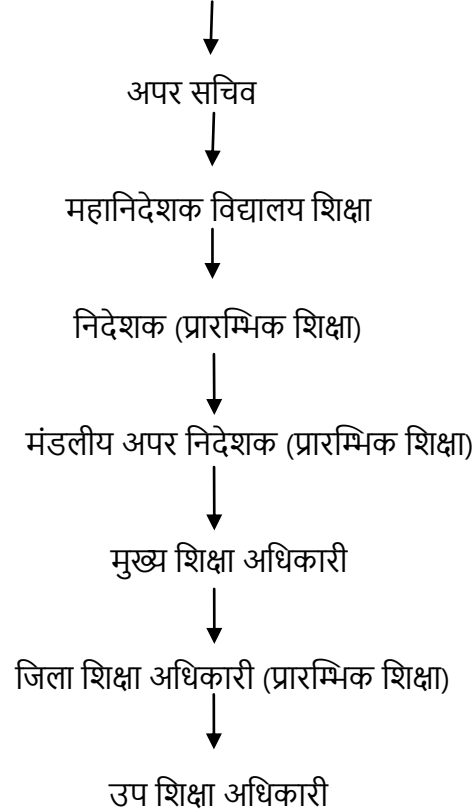 अपर सचिव
महानिदेशक विद्यालय शिक्षा
निदेशक (प्रारम्भिक शिक्षा)
मंडलीय अपर निदेशक (प्रारम्भिक शिक्षा)
मुख्य शिक्षा अधिकारी
जिला शिक्षा अधिकारी (प्रारम्भिक शिक्षा)
उप शिक्षा अधिकारी